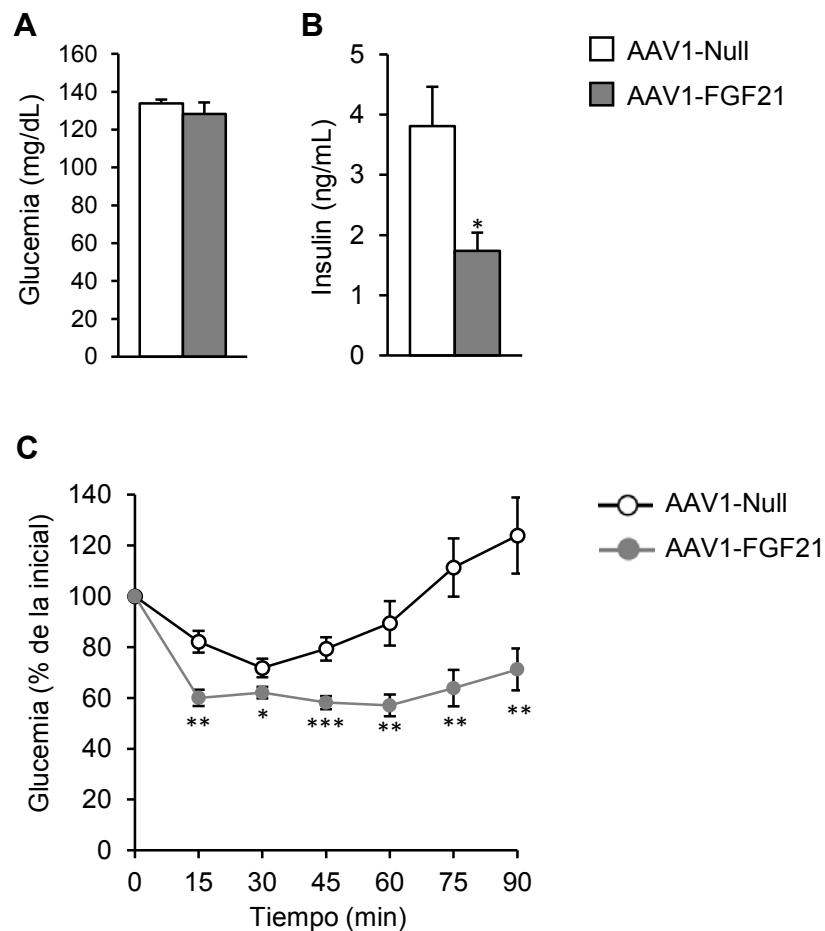 A
160
140
120
100
80
60
40
20
0
Glucemia (mg/dL)
B
5
4
3
2
1
0
Insulin (ng/mL)
*
AAV1-Null
AAV1-FGF21
C
140
120
100
80
60
40
20
0
Glucemia (% de la inicial)
** * *** ** ** **
0 15 30 45 60 75 90
Tiempo (min)
AAV1-Null
AAV1-FGF21